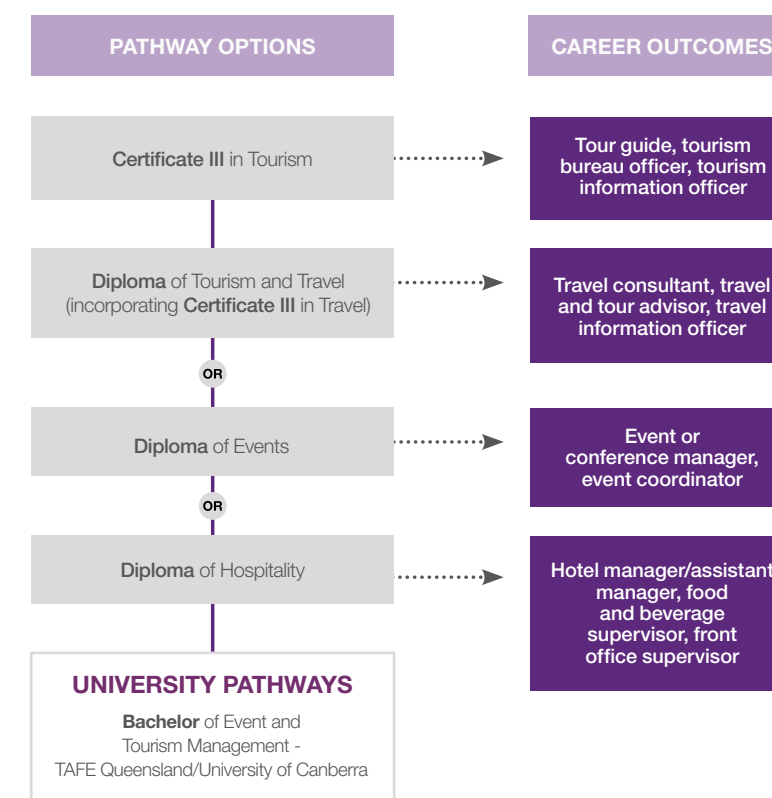 PATHWAY OPTIONS
CAREER OUTCOMES
Certificate III in Tourism
Tour guide, tourism
bureau officer, tourism
information officer
Diploma of Tourism and Travel
(incorporating Certificate III in Travel)
Travel consultant, travel
and tour advisor, travel
information officer
OR
Diploma of Events
Event or
conference manager,
event coordinator
OR
Diploma of Hospitality
Hotel manager/assistant
manager, food
and beverage
supervisor, front
office supervisor
UNIVERSITY PATHWAYS
Bachelor of Event and
Tourism Management -
TAFE Queensland/University of Canberra